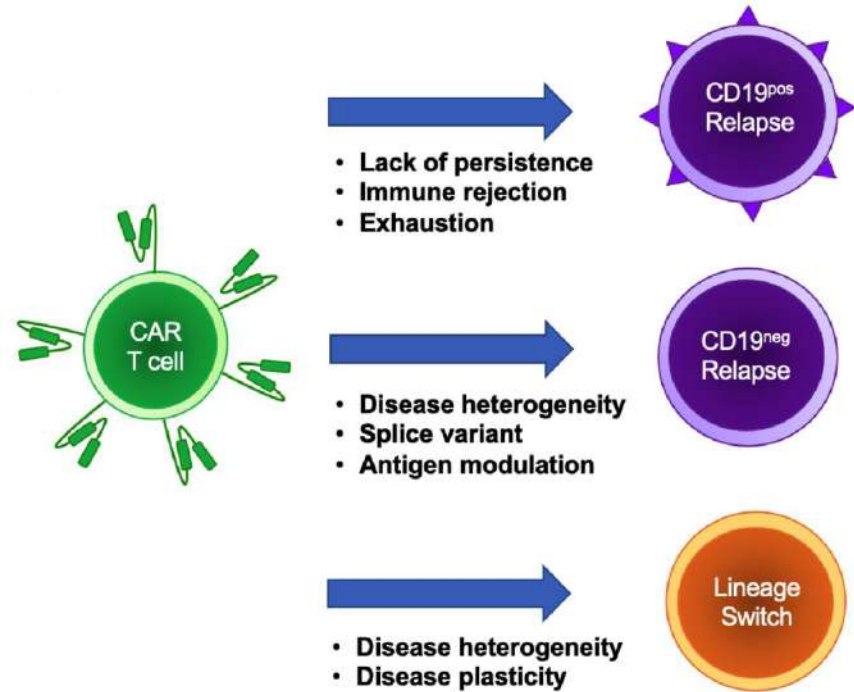 CD19pos
Relapse
• Lack of persistence
• Immune rejection
• Exhaustion
CAR
T cell
CD19neg
Relapse
• Disease heterogeneity
• Splice variant
• Antigen modulation
Lineage
Switch
• Disease heterogeneity
• Disease plasticity